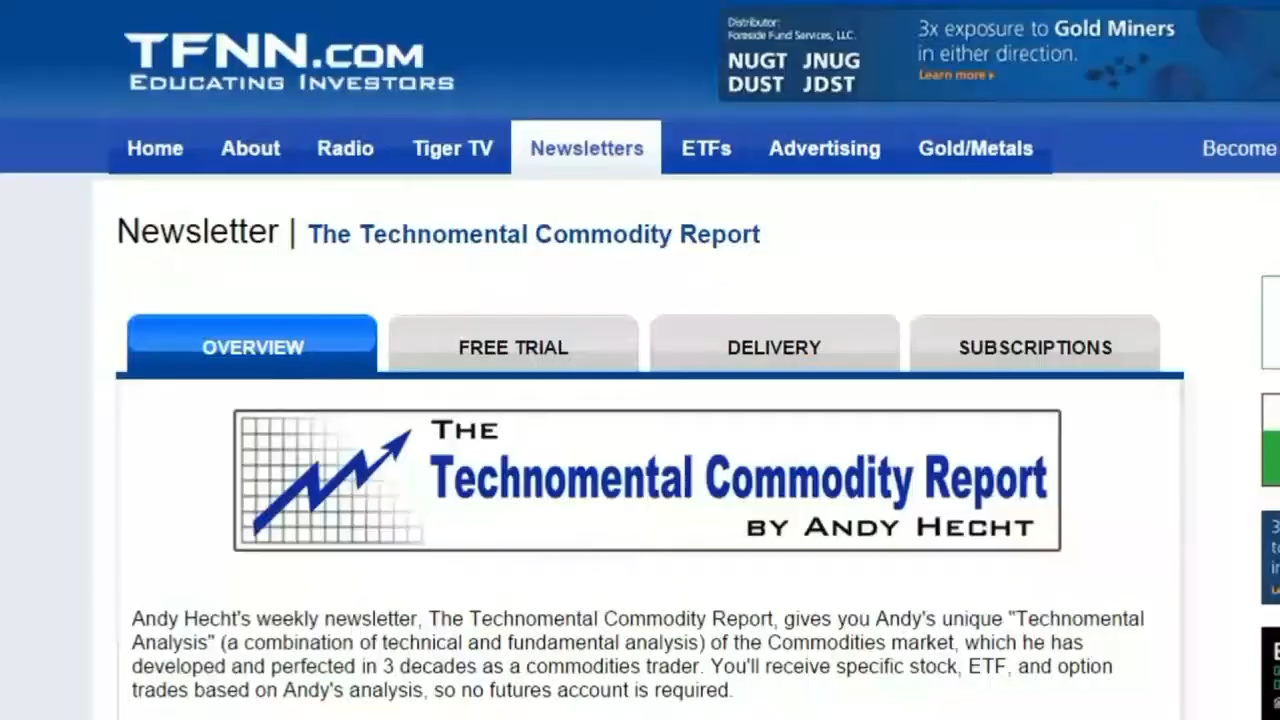 TFNN.COM
EDUCATING INVESTORS
Distributor:
Foreside Fund Services, LLC.
NUGT JNUG
DUST JDST
3x exposure to Gold Miners
in either direction.
Learn more
Home About Radio Tiger TV Newsletters ETFs Advertising Gold/Metals Become
Newsletter | The Technomental Commodity Report
OVERVIEW FREE TRIAL DELIVERY SUBSCRIPTIONS
THE
Technomental Commodity Report
BY ANDY HECHT
Andy Hecht's weekly newsletter, The Technomental Commodity Report, gives you Andy's unique "Technomental
Analysis" (a combination of technical and fundamental analysis) of the Commodities market, which he has
developed and perfected in 3 decades as a commodities trader. You'll receive specific stock, ETF, and option
trades based on Andy's analysis, so no futures account is required.